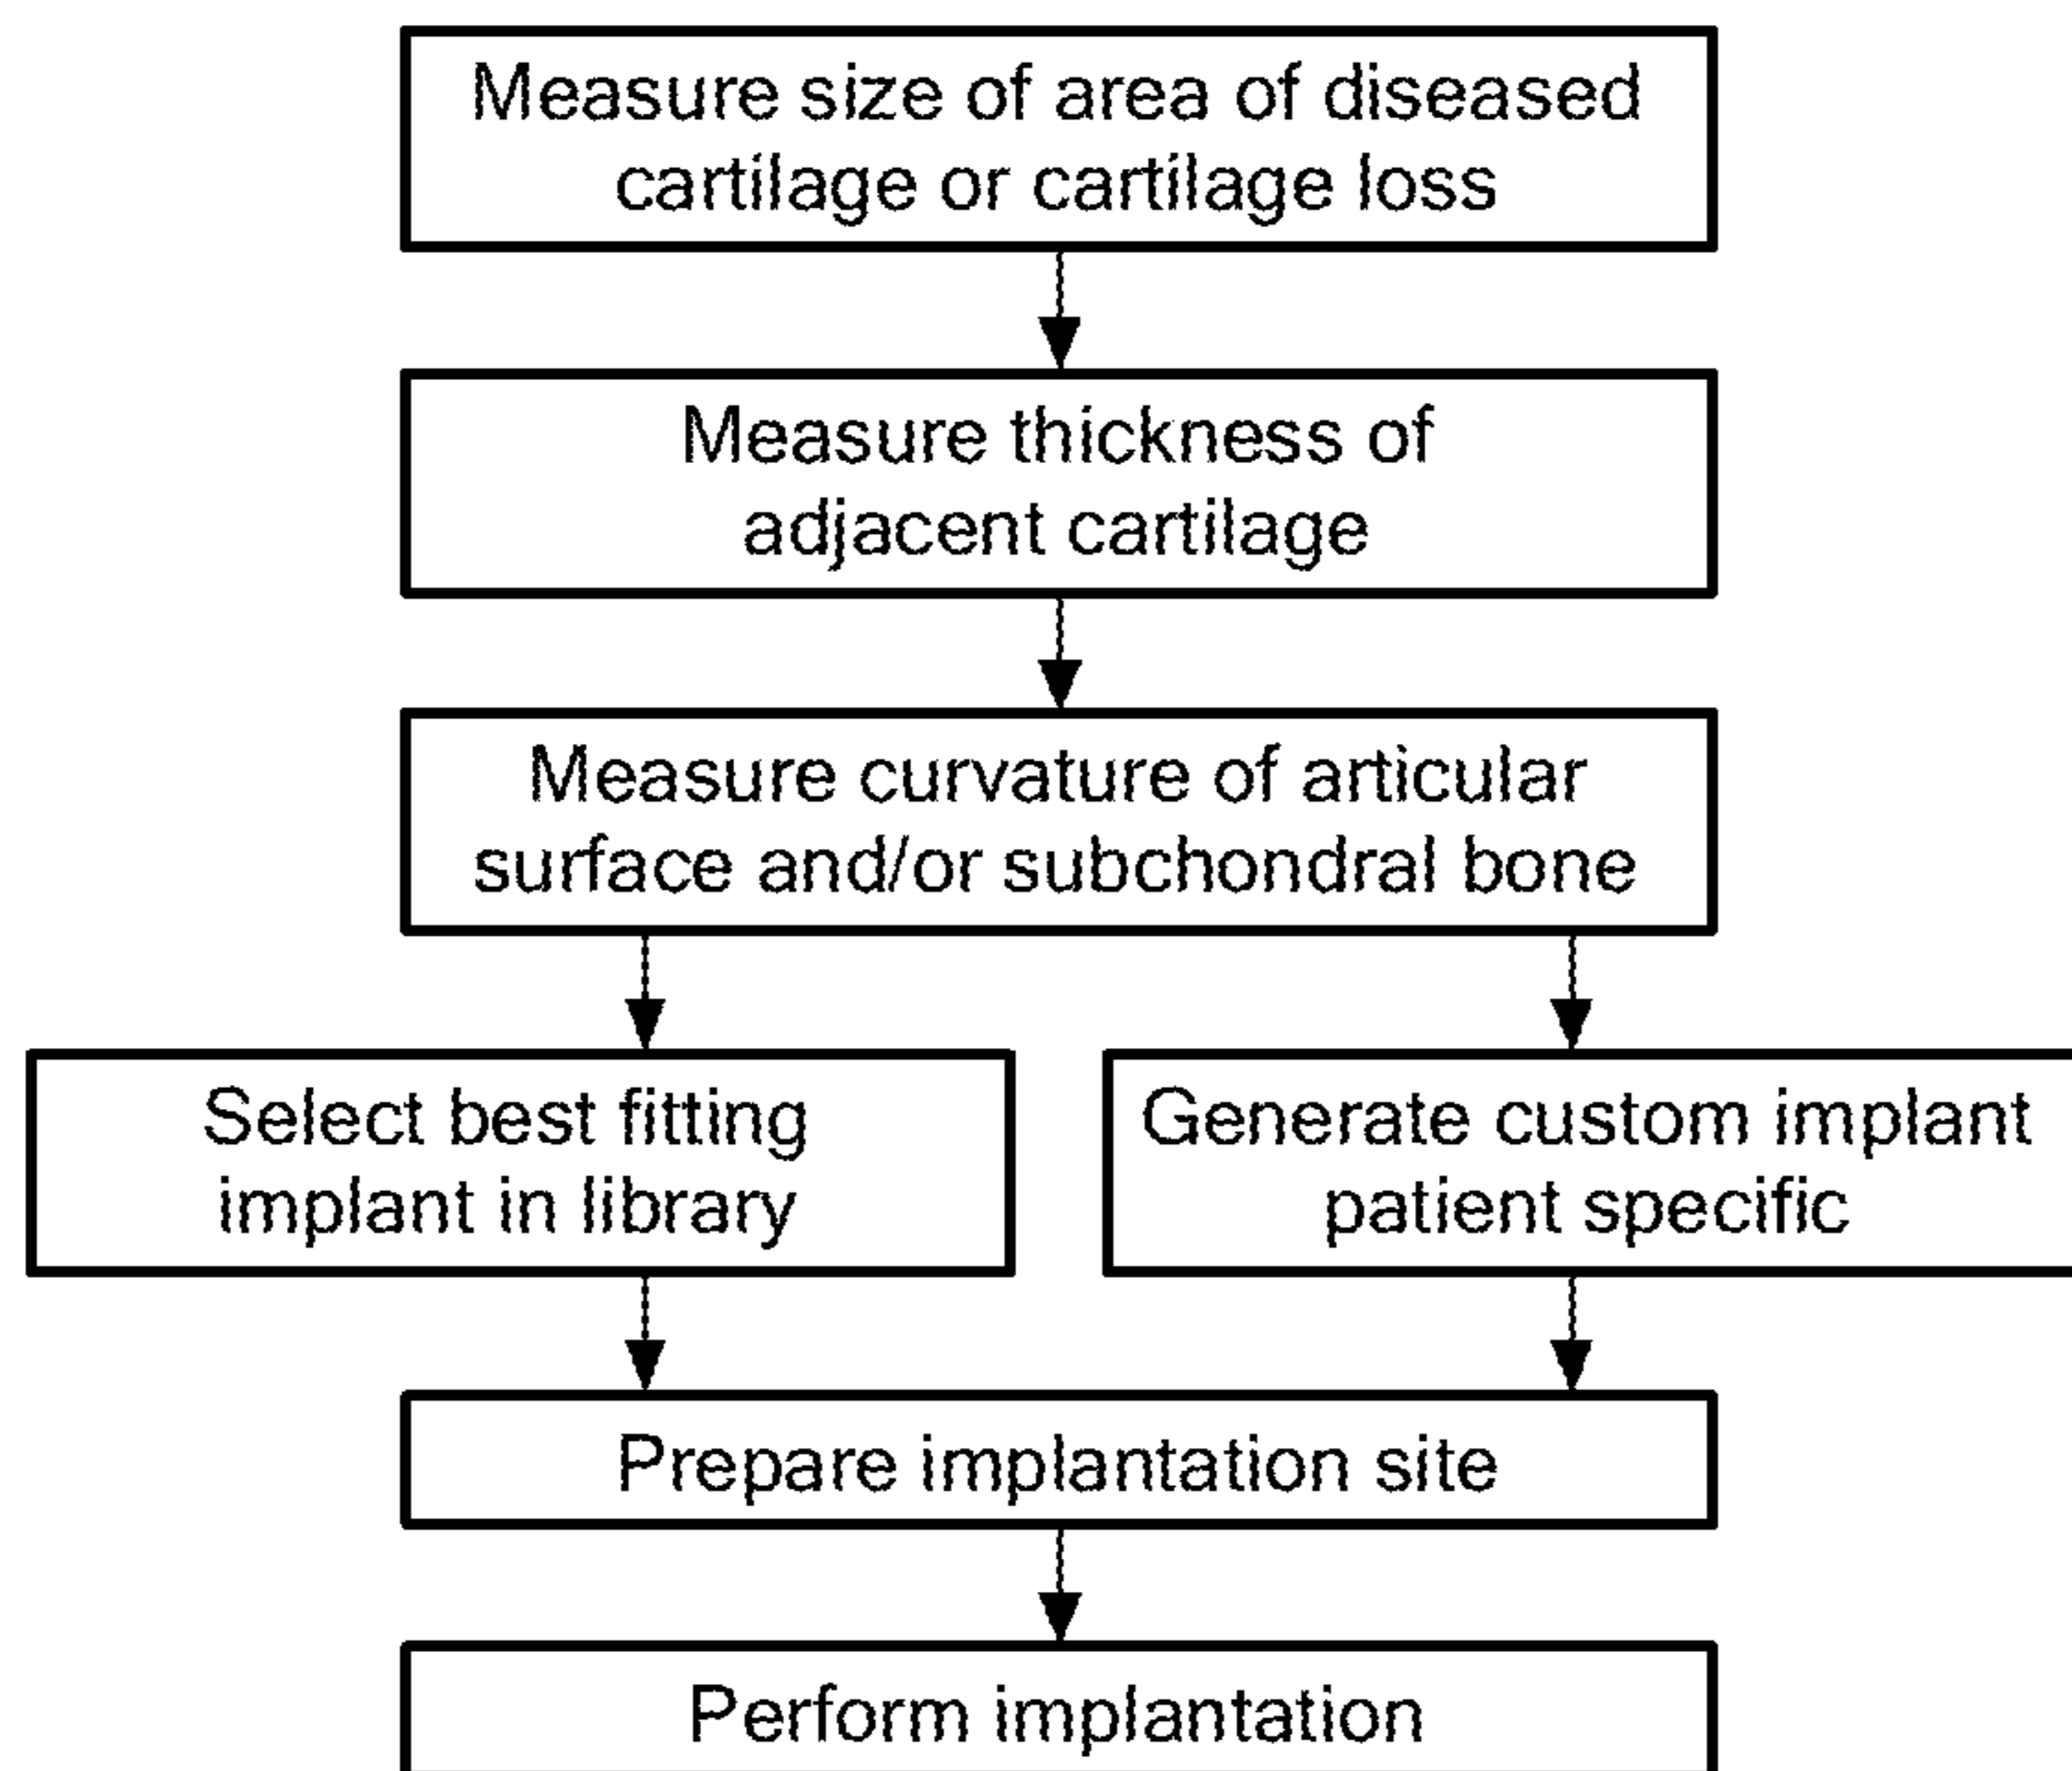 Measure size of area of diseased
cartilage or cartilage loss
Measure thickness of
adjacent cartilage
Measure curvature of articular
surface and/or subchondral bone
Select best fitting
implant in library
Generate custom implant
patient specific
Prepare implantation site
Perform implantation